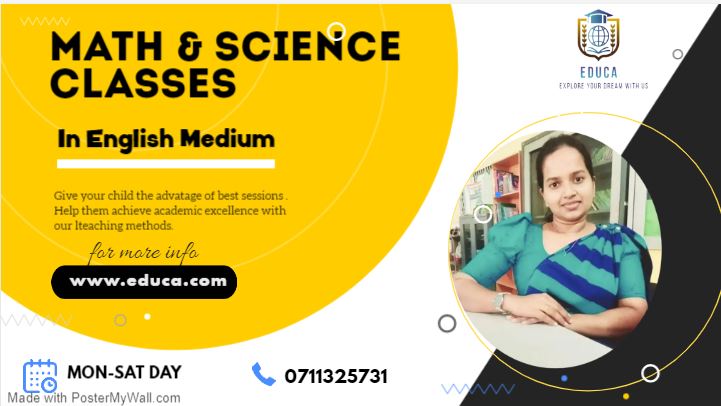 MATH & SCIENCE
CLASSES
In English Medium
Give your child the advatage of best sessions .
Help them achieve academic excellence with
our lteaching methods.
for more info
www.educa.com
EDUCA
EXPLORE YOUR DREAM WITH US
MON-SAT DAY
0711325731
Made with PosterMyWall.com